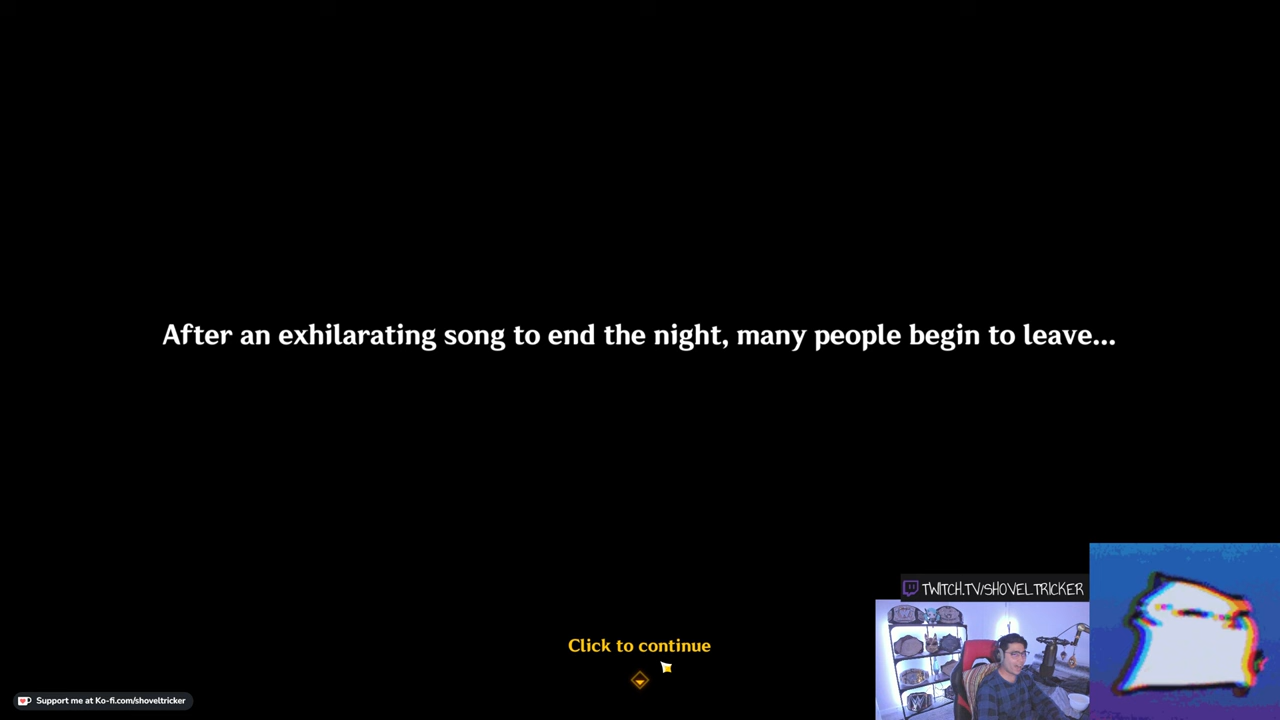 After an exhilarating song to end the night, many people begin to leave...
TWITCH.TV/SHOVELTRICKER
Click to continue
Support me at Ko-fi.com/shoveltricker